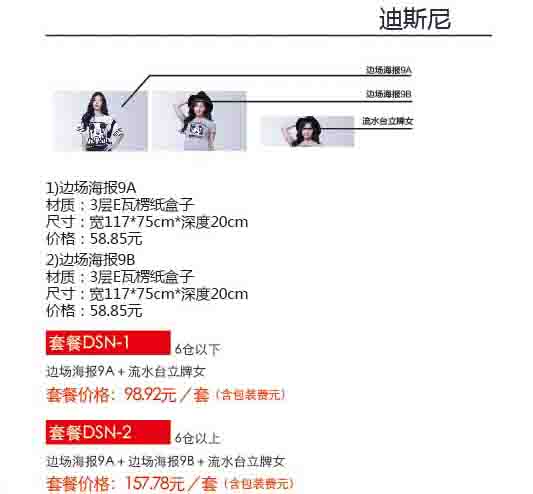 迪斯尼
边场海报9A
边场海报9B
流水台立牌女
1)边场海报9A
材质：3层E瓦楞纸盒子
尺寸：宽117*75cm*深度20cm
价格：58.85元
2)边场海报9B
材质：3层E瓦楞纸盒子
尺寸：宽117*75cm*深度20cm
价格：58.85元
套餐DSN-1 6仓以下
边场海报9A＋流水台立牌女
套餐价格：98.92元／套（含包装费元）
套餐DSN-2 6仓以上
边场海报9A＋边场海报9B＋流水台立牌女
套餐价格：157.78元／套（含包装费元）